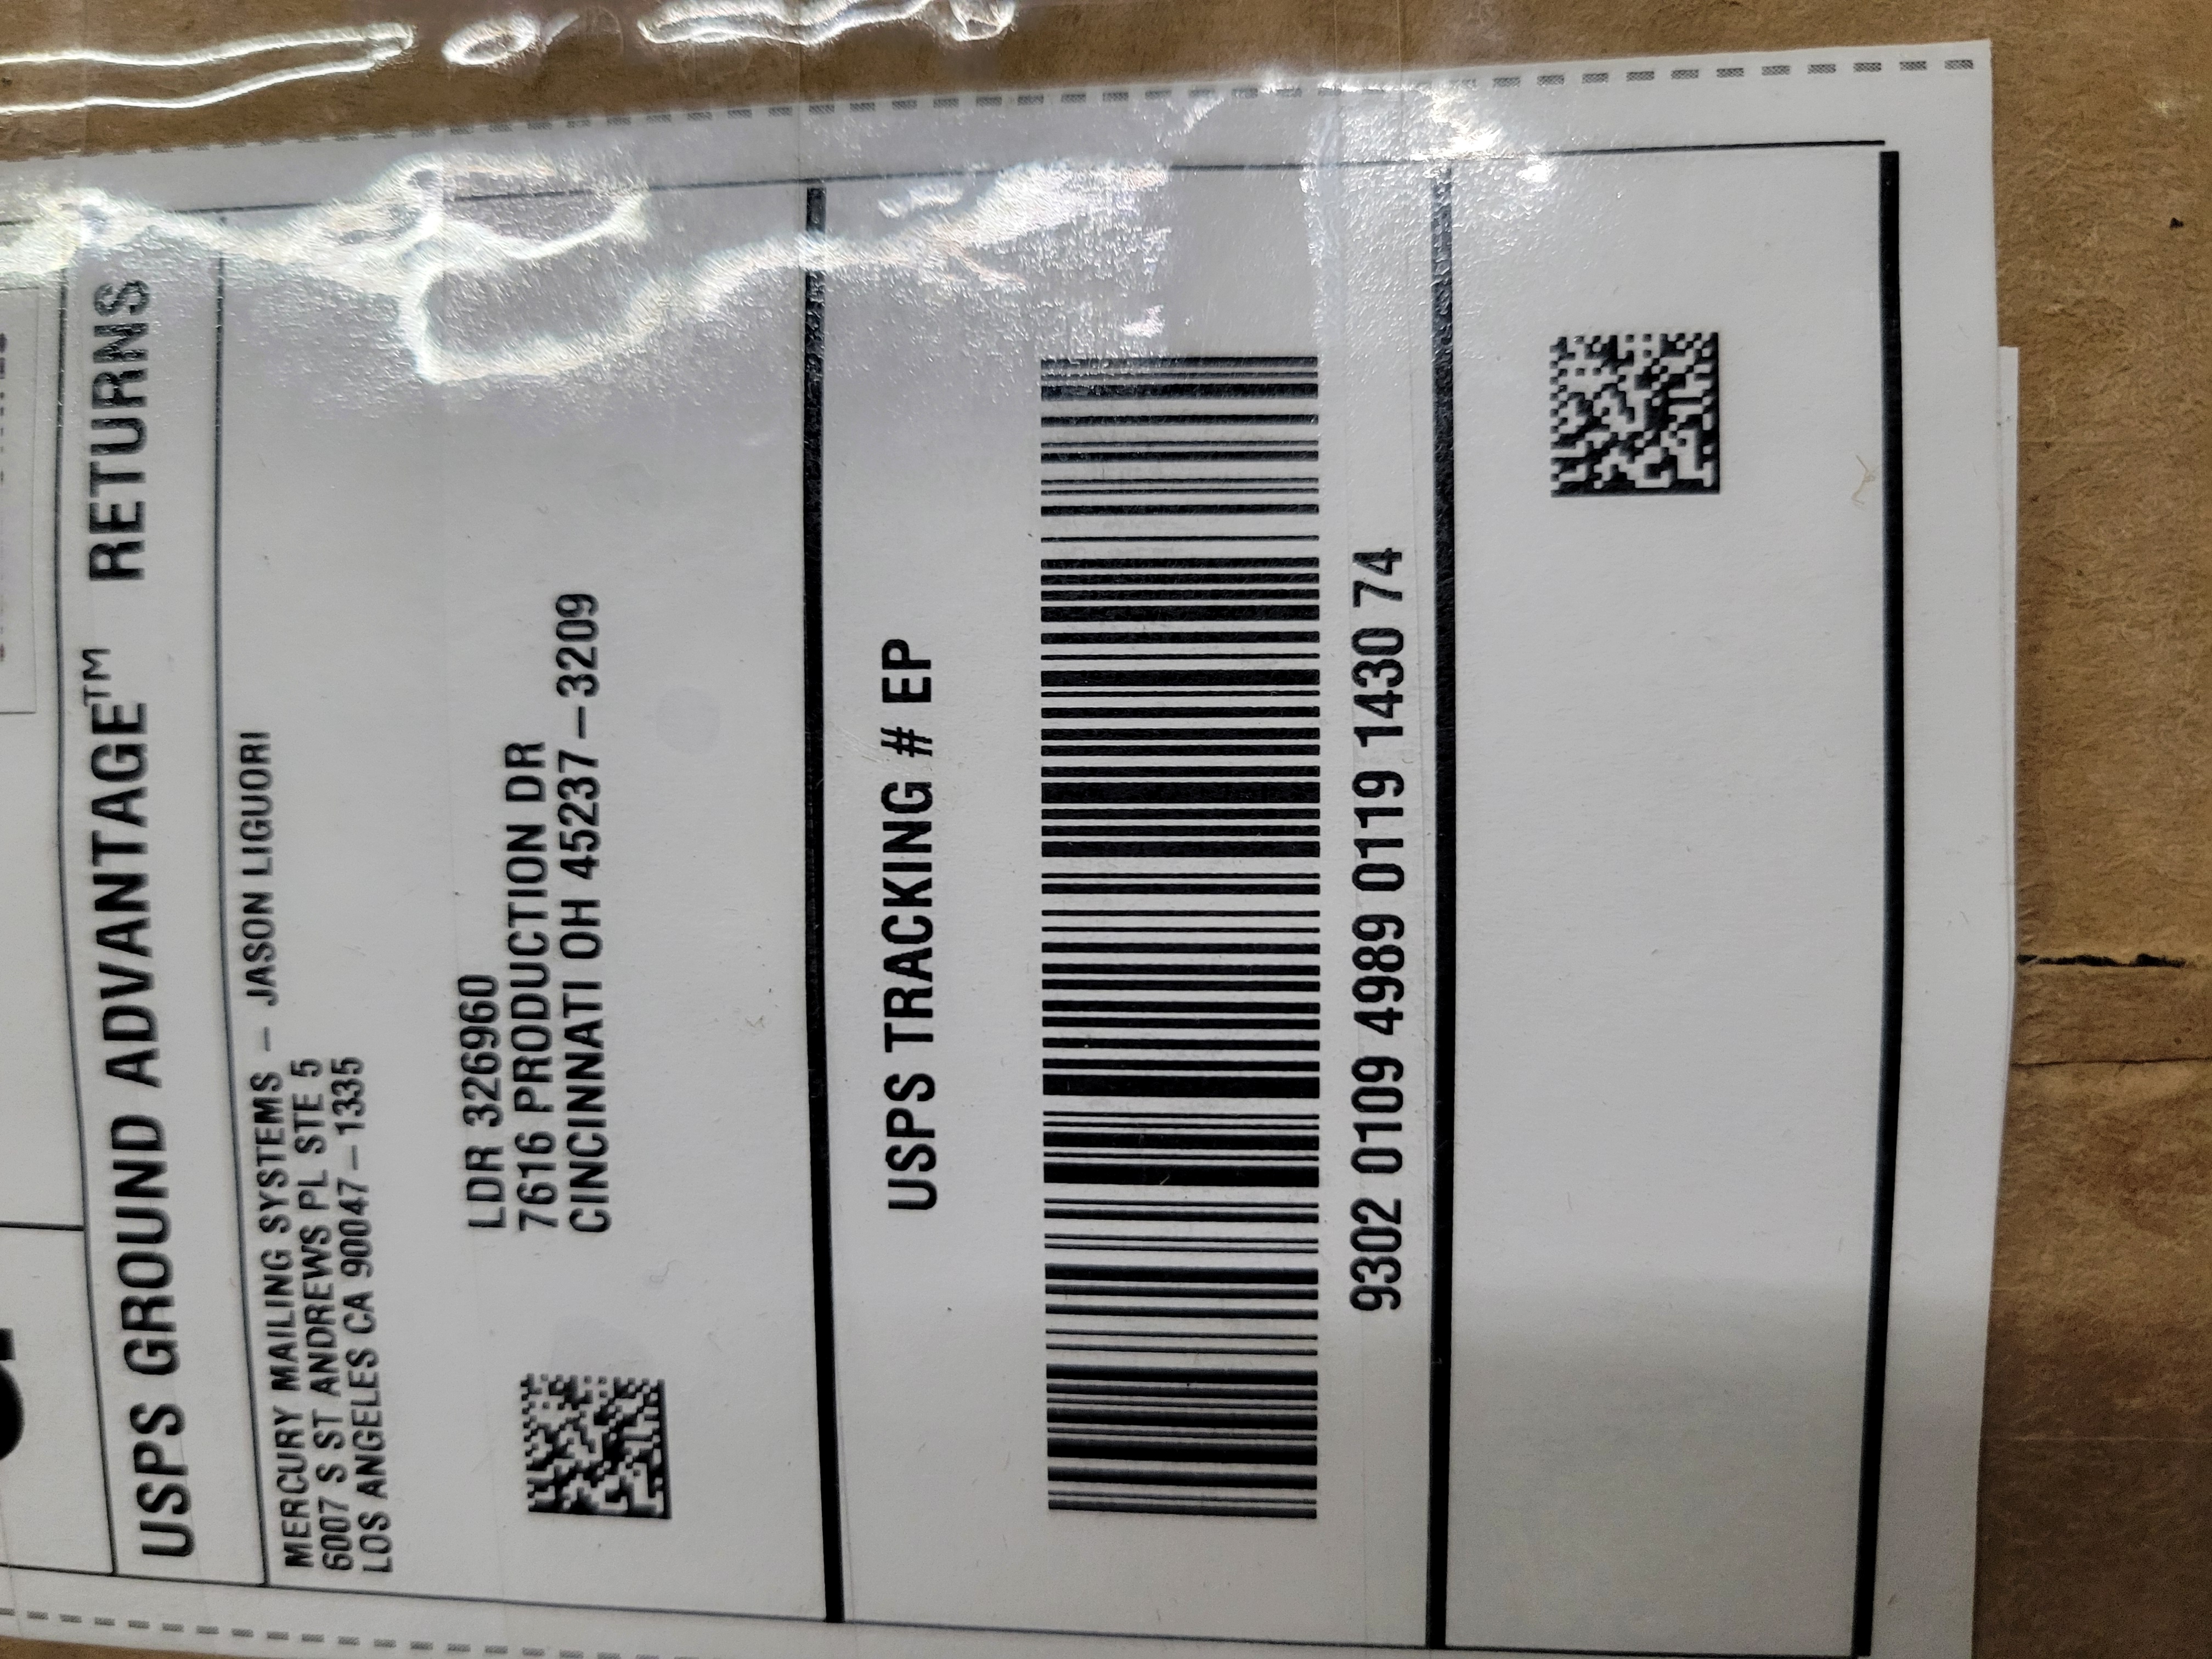 USPS GROUND ADVANTAGE™ RETURNS
MERCURY MAILING SYSTEMS – JASON LIGUORI
6007 S ST ANDREWS PL STE 5
LOS ANGELES CA 90047–1335
LDR 326960
7616 PRODUCTION DR
CINCINNATI OH 45237–3209
USPS TRACKING # EP
9302 0109 4989 0119 1430 74